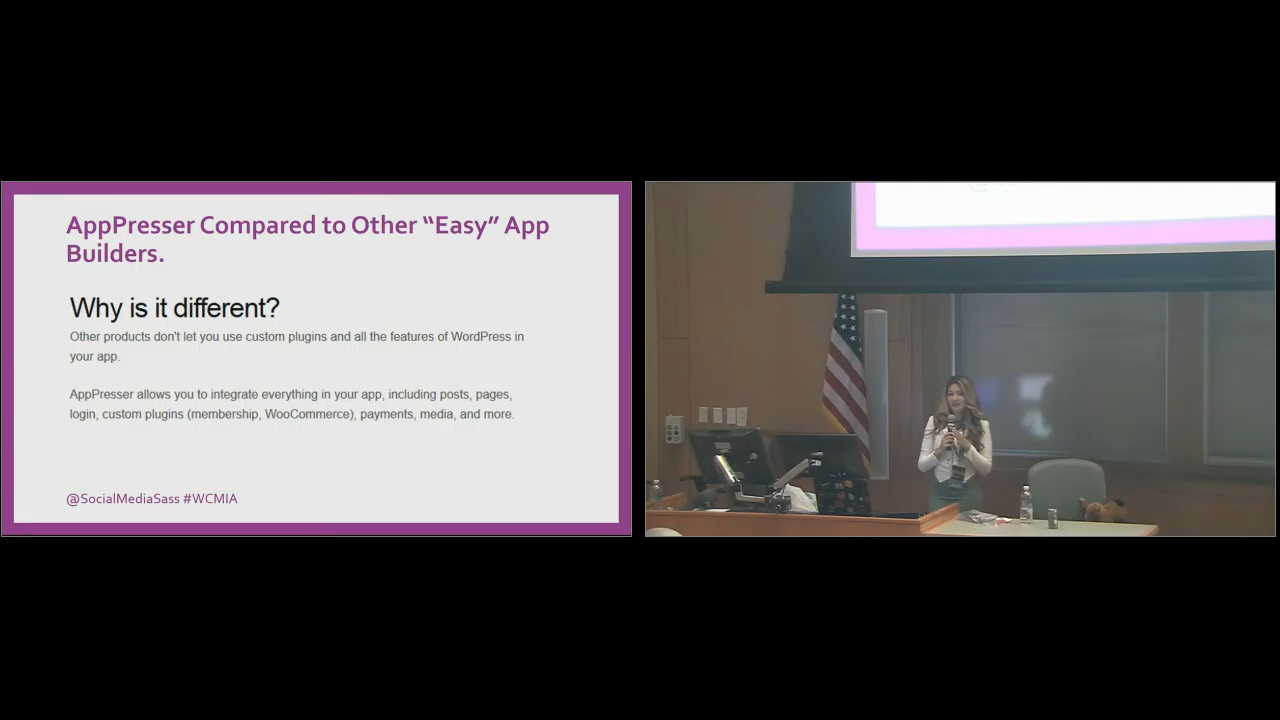 AppPresser Compared to Other “Easy” App
Builders.
Why is it different?
Other products don't let you use custom plugins and all the features of WordPress in
your app.
AppPresser allows you to integrate everything in your app, including posts, pages,
login, custom plugins (membership, WooCommerce), payments, media, and more.
@SocialMediaSass #WCMIA